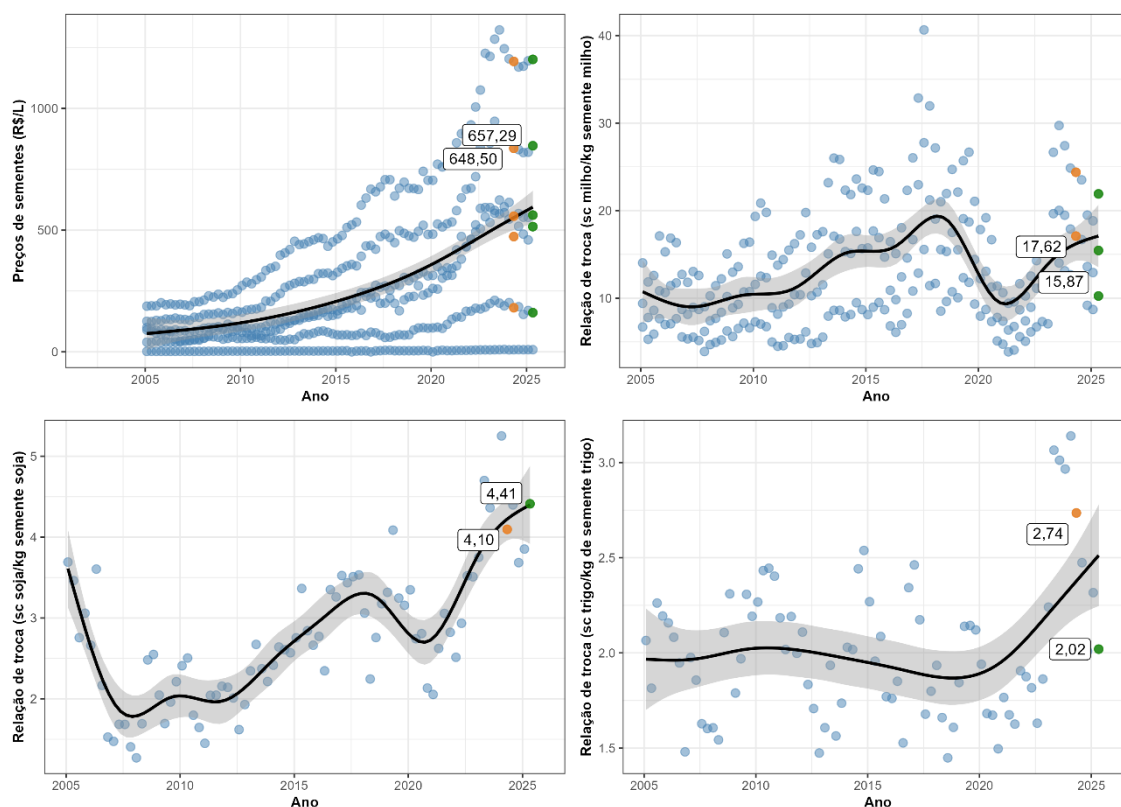 Preços de sementes (R$/L)
1000
500
0
657,29
648,50
2005 2010 2015 2020 2025
Ano
Relação de troca (sc milho/kg semente milho)
40
30
20
10
17,62
15,87
2005 2010 2015 2020 2025
Ano
Relação de troca (sc soja/kg semente soja)
5
4
3
2
4,41
4,10
2005 2010 2015 2020 2025
Ano
Relação de troca (sc trigo/kg de semente trigo)
3.0
2.5
2.0
1.5
2,74
2,02
2005 2010 2015 2020 2025
Ano